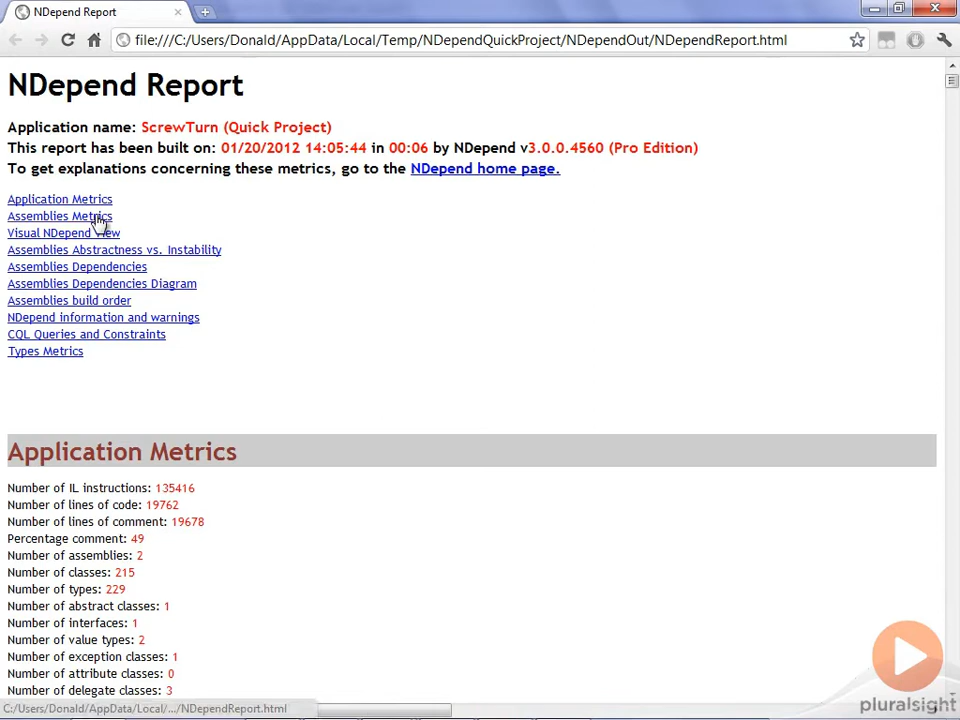 NDepend Report
file:///C:/Users/Donald/AppData/Local/Temp/NDependQuickProject/NDependOut/NDependReport.html
NDepend Report
Application name: ScrewTurn (Quick Project)
This report has been built on: 01/20/2012 14:05:44 in 00:06 by NDepend v3.0.0.4560 (Pro Edition)
To get explanations concerning these metrics, go to the NDepend home page.
Application Metrics
Assemblies Metrics
Visual NDepend View
Assemblies Abstractness vs. Instability
Assemblies Dependencies
Assemblies Dependencies Diagram
Assemblies build order
NDepend information and warnings
CQL Queries and Constraints
Types Metrics
Application Metrics
Number of IL instructions: 135416
Number of lines of code: 19762
Number of lines of comment: 19678
Percentage comment: 49
Number of assemblies: 2
Number of classes: 215
Number of types: 229
Number of abstract classes: 1
Number of interfaces: 1
Number of value types: 2
Number of exception classes: 1
Number of attribute classes: 0
Number of delegate classes: 3
C:/Users/Donald/AppData/Local/.../NDependReport.html
pluralsight